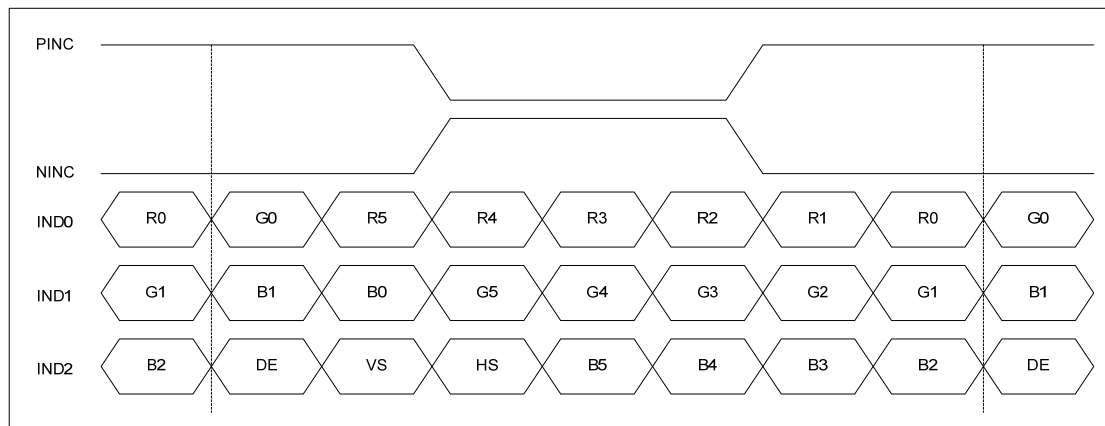 PINC
NINC
IND0 R0 G0 R5 R4 R3 R2 R1 R0 G0
IND1 G1 B1 B0 G5 G4 G3 G2 G1 B1
IND2 B2 DE VS HS B5 B4 B3 B2 DE